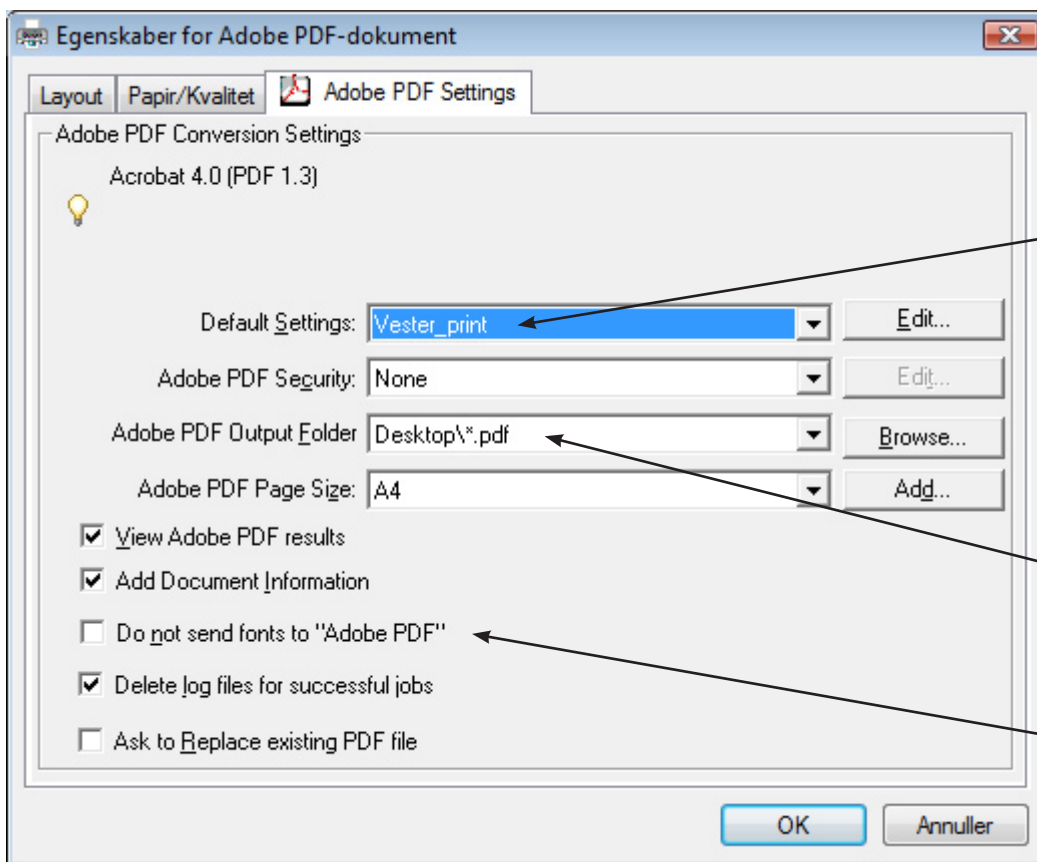 Egenskaber for Adobe PDF-dokument
Layout Papir/Kvalitet Adobe PDF Settings
Adobe PDF Conversion Settings
Acrobat 4.0 (PDF 1.3)
Default Settings: Vester_print Edit...
Adobe PDF Security: None Edit...
Adobe PDF Output Folder Desktop\*.pdf Browse...
Adobe PDF Page Size: A4 Add...
View Adobe PDF results
Add Document Information
Do not send fonts to "Adobe PDF"
Delete log files for successful jobs
Ask to Replace existing PDF file
OK Annuller